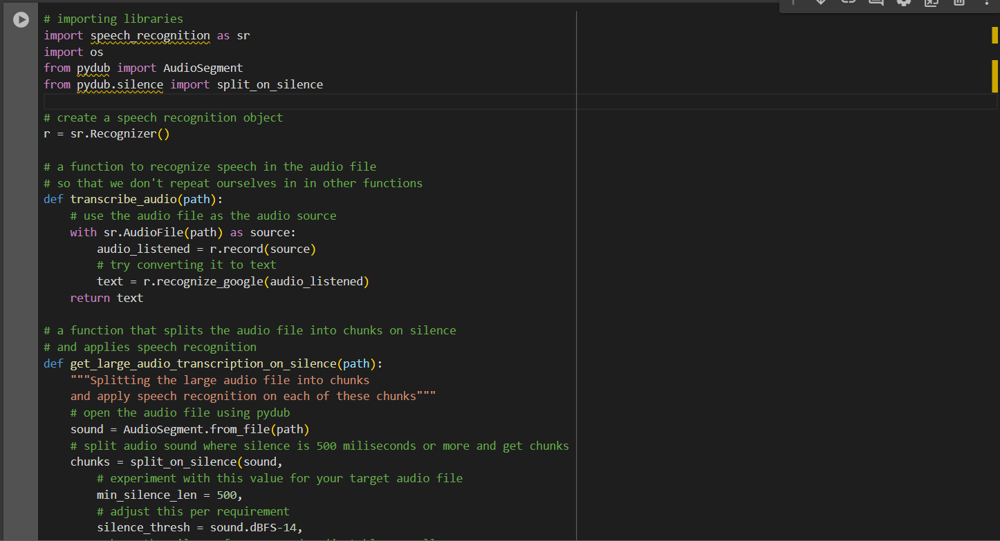 # importing libraries
import speech_recognition as sr
import os
from pydub import AudioSegment
from pydub.silence import split_on_silence
# create a speech recognition object
r = sr.Recognizer()
# a function to recognize speech in the audio file
# so that we don't repeat ourselves in in other functions
def transcribe_audio(path):
    # use the audio file as the audio source
    with sr.AudioFile(path) as source:
        audio_listened = r.record(source)
        # try converting it to text
        text = r.recognize_google(audio_listened)
    return text
# a function that splits the audio file into chunks on silence
# and applies speech recognition
def get_large_audio_transcription_on_silence(path):
    """Splitting the large audio file into chunks
    and apply speech recognition on each of these chunks"""
    # open the audio file using pydub
    sound = AudioSegment.from_file(path)
    # split audio sound where silence is 500 miliseconds or more and get chunks
    chunks = split_on_silence(sound,
        # experiment with this value for your target audio file
        min_silence_len = 500,
        # adjust this per requirement
        silence_thresh = sound.dBFS-14,